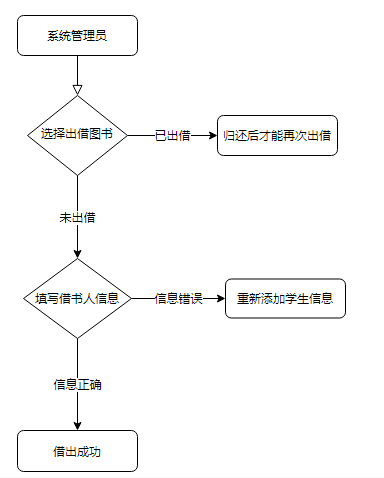 系统管理员
选择出借图书
已出借
归还后才能再次出借
未出借
填写借书人信息
信息错误
重新添加学生信息
信息正确
借出成功